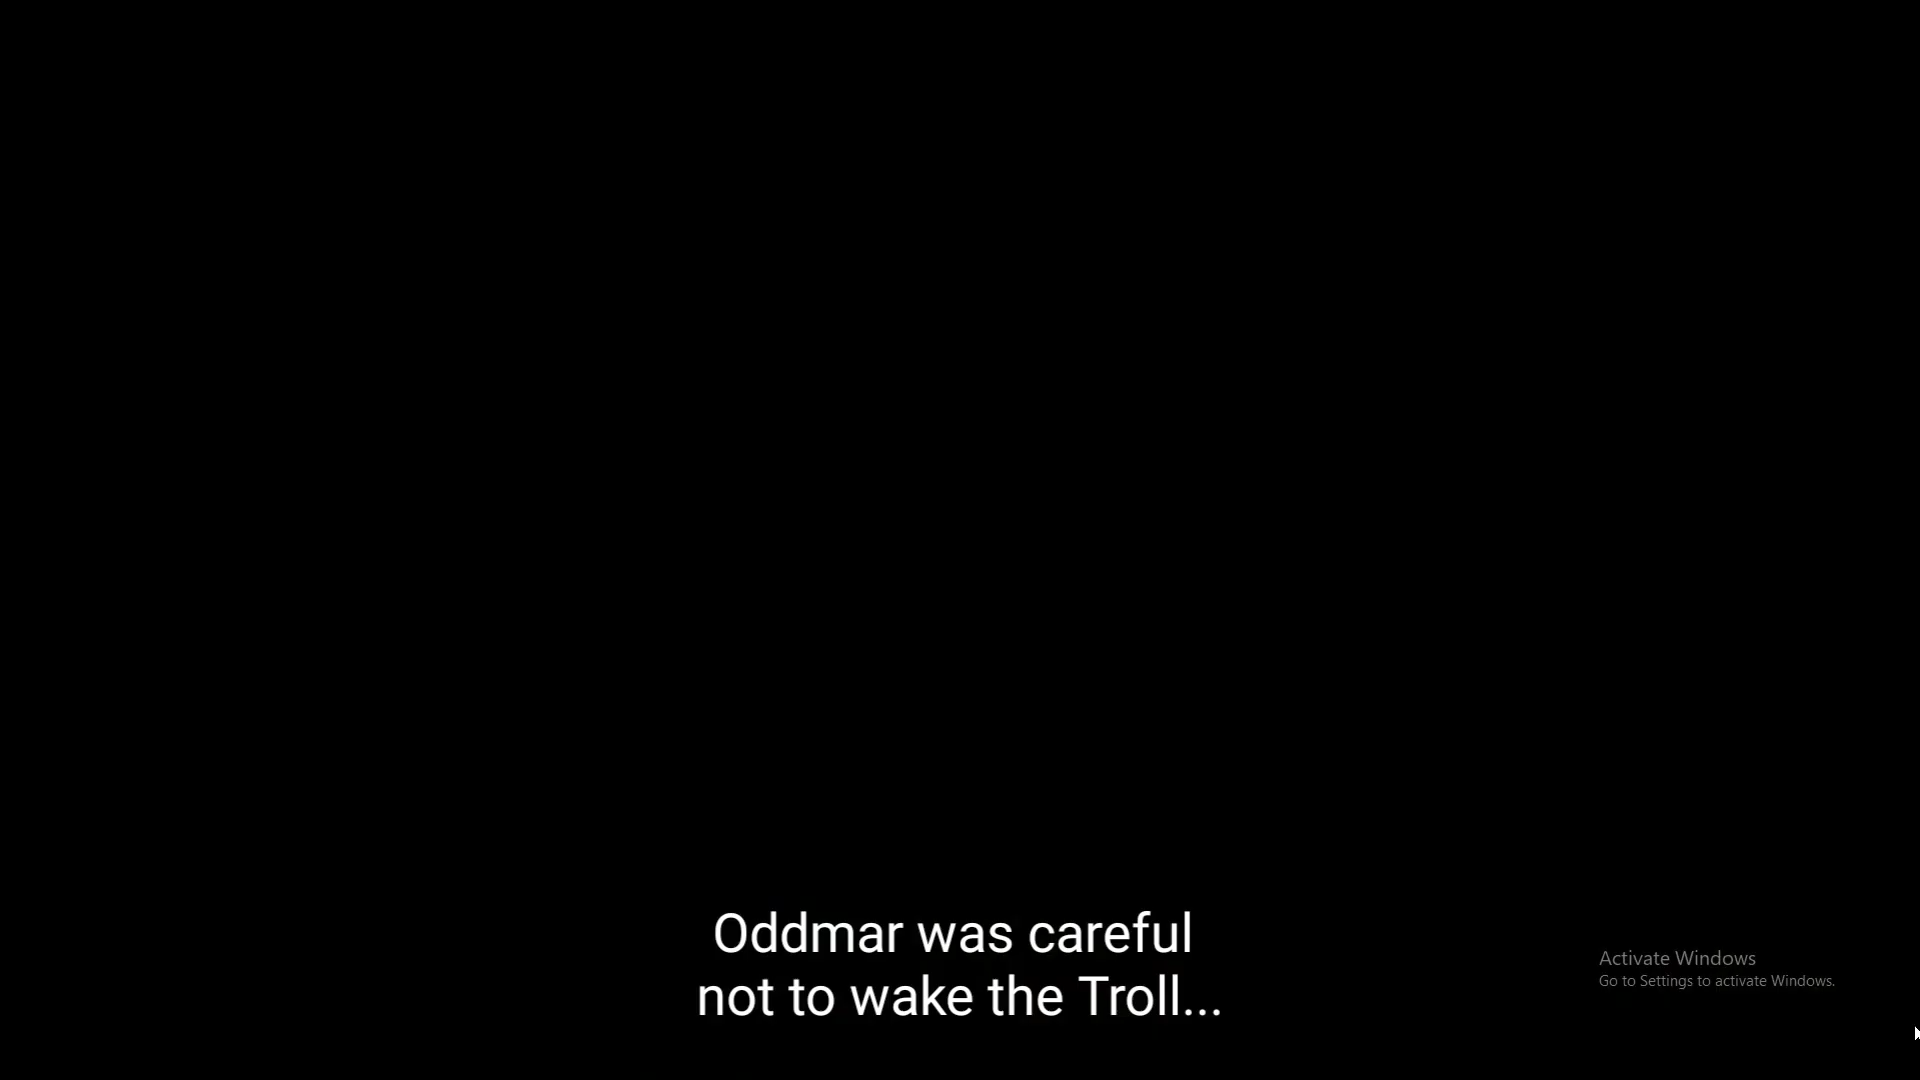 Oddmar was careful
not to wake the Troll...
Activate Windows
Go to Settings to activate Windows.